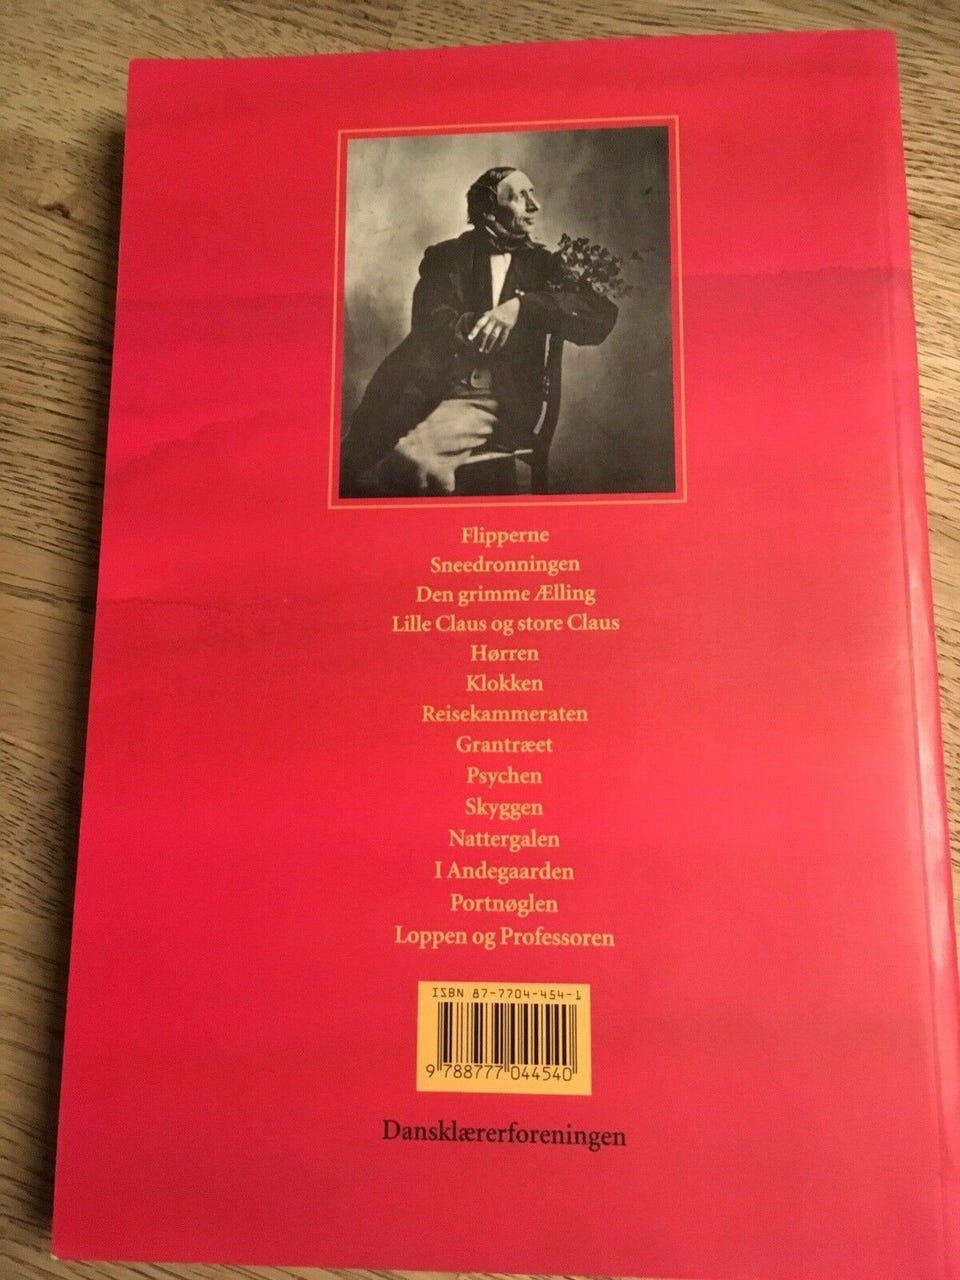 Flipperne
Sneedronningen
Den grimme Ælling
Lille Claus og store Claus
Hørren
Klokken
Reisekammeraten
Grantræet
Psychen
Skyggen
Nattergalen
I Andegaarden
Portnøglen
Loppen og Professoren
ISBN 87-7704-454-1
9 788777 044540
Dansklærerforeningen